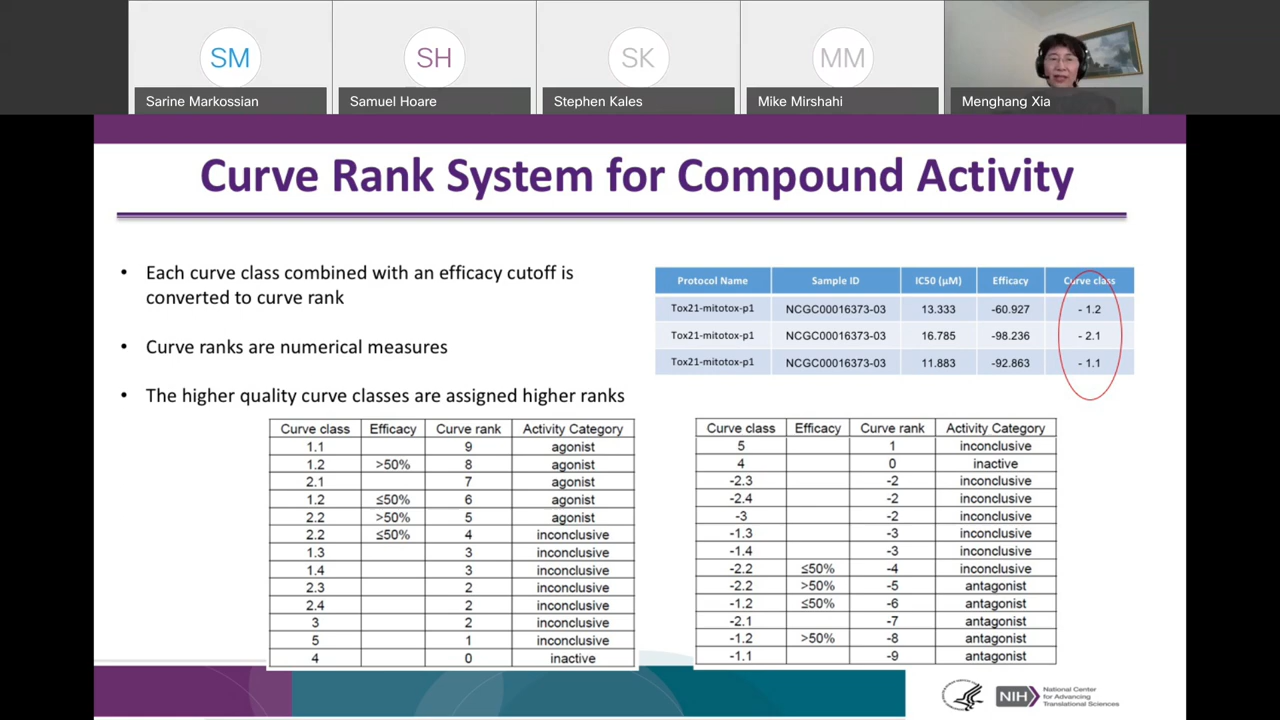 SM
SH
SK
MM
Sarine Markossian
Samuel Hoare
Stephen Kales
Mike Mirshahi
Menghang Xia
Curve Rank System for Compound Activity
• Each curve class combined with an efficacy cutoff is
converted to curve rank
• Curve ranks are numerical measures
• The higher quality curve classes are assigned higher ranks
Protocol Name Sample ID IC50 (µM) Efficacy Curve class
Tox21-mitotox-p1 NCGC00016373-03 13.333 -60.927 - 1.2
Tox21-mitotox-p1 NCGC00016373-03 16.785 -98.236 - 2.1
Tox21-mitotox-p1 NCGC00016373-03 11.883 -92.863 - 1.1
Curve class Efficacy Curve rank Activity Category
1.1 9 agonist
1.2 >50% 8 agonist
2.1 7 agonist
1.2 ≤50% 6 agonist
2.2 >50% 5 agonist
2.2 ≤50% 4 inconclusive
1.3 3 inconclusive
1.4 3 inconclusive
2.3 2 inconclusive
2.4 2 inconclusive
3 2 inconclusive
5 1 inconclusive
4 0 inactive
Curve class Efficacy Curve rank Activity Category
5 1 inconclusive
4 0 inactive
-2.3 -2 inconclusive
-2.4 -2 inconclusive
-3 -2 inconclusive
-1.3 -3 inconclusive
-1.4 -3 inconclusive
-2.2 ≤50% -4 inconclusive
-2.2 >50% -5 antagonist
-1.2 ≤50% -6 antagonist
-2.1 -7 antagonist
-1.2 >50% -8 antagonist
-1.1 -9 antagonist
NIH
National Center
for Advancing
Translational Sciences